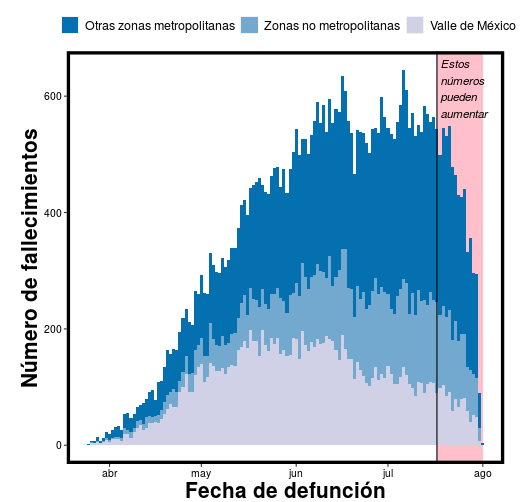 Otras zonas metropolitanas Zonas no metropolitanas Valle de México
Estos
números
pueden
aumentar
600
400
200
0
Número de fallecimientos
abr may jun jul ago
Fecha de defunción